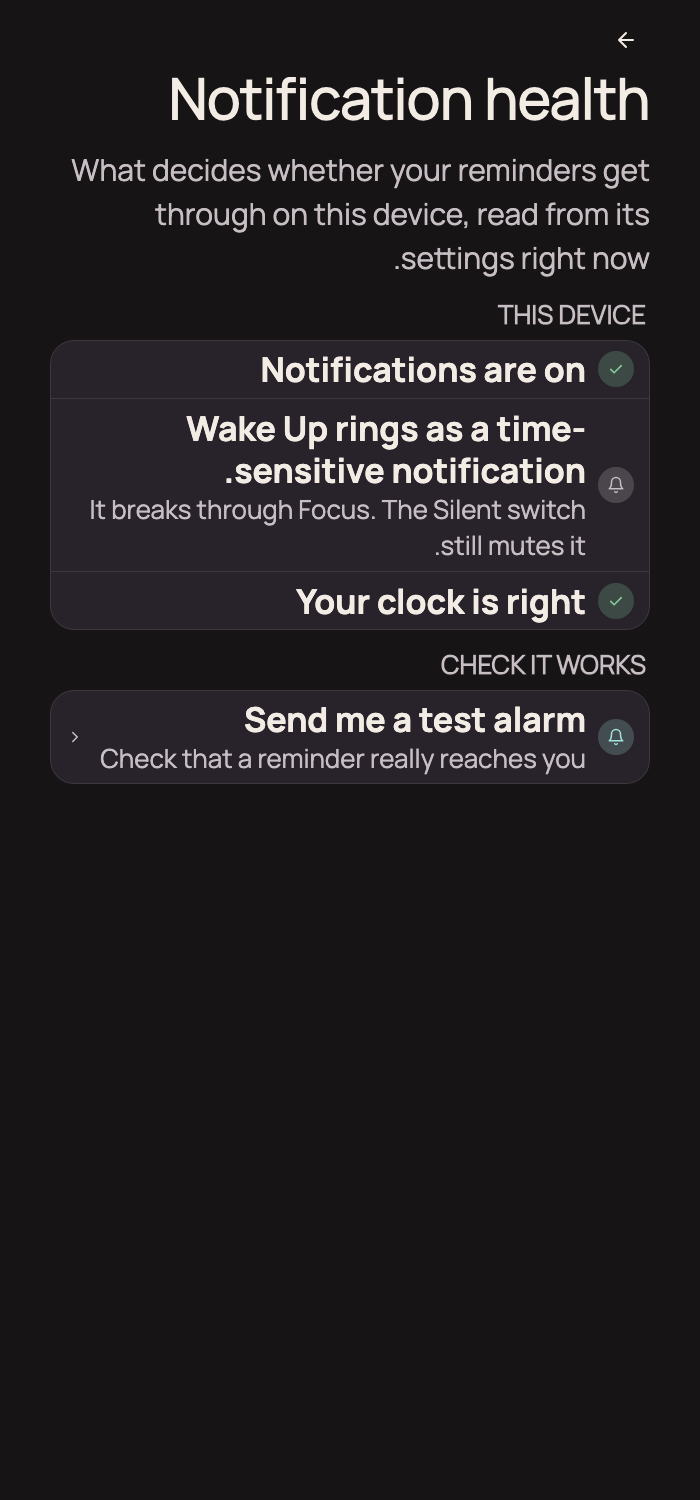 Notification health
What decides whether your reminders get
through on this device, read from its
.settings right now
THIS DEVICE
Notifications are on
Wake Up rings as a time-
.sensitive notification
It breaks through Focus. The Silent switch
.still mutes it
Your clock is right
CHECK IT WORKS
Send me a test alarm
Check that a reminder really reaches you